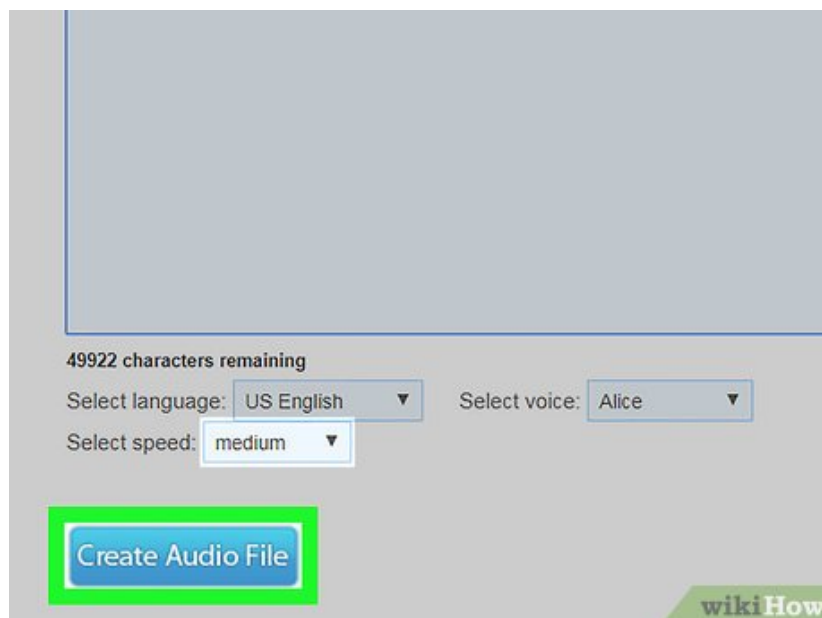 49922 characters remaining
Select language: US English ▼ Select voice: Alice ▼
Select speed: medium ▼
Create Audio File
wikiHow